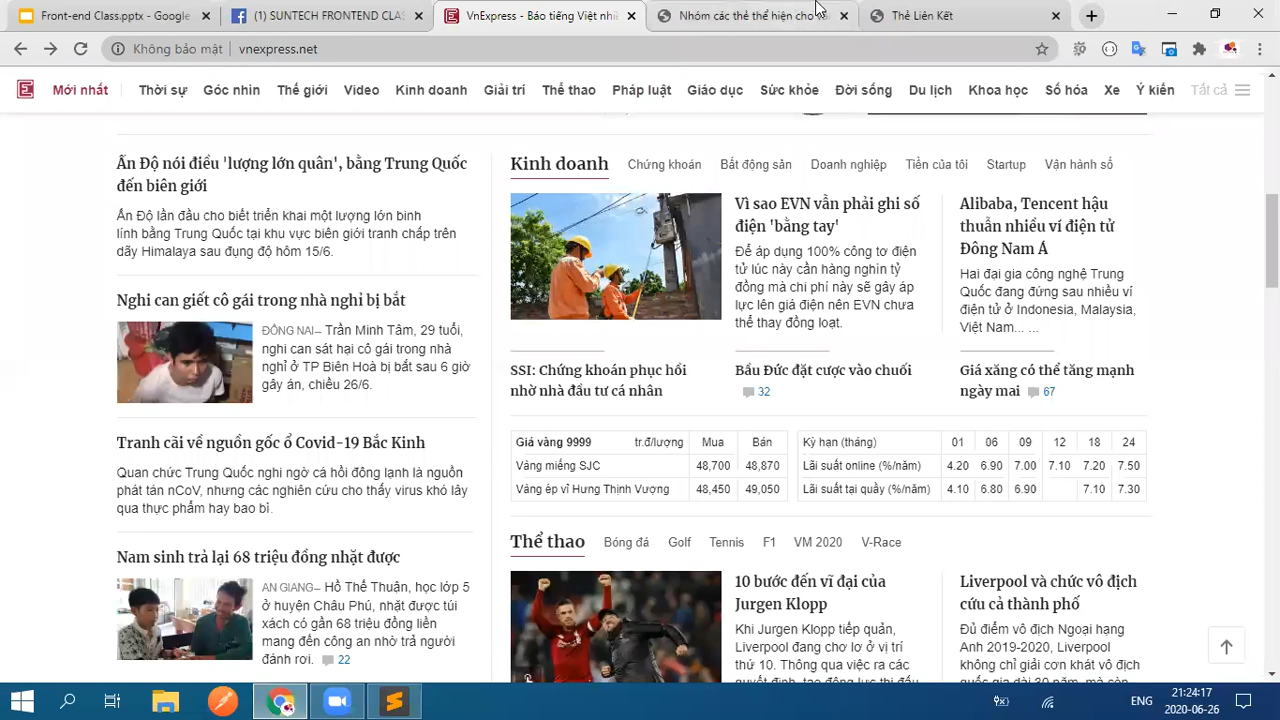 Front-end Class.pptx - Google
(1) SUNTECH FRONTEND CLA
VnExpress - Báo tiếng Việt nhi
Nhóm các thẻ thể hiện cho
Thẻ Liên Kết
Không bảo mật
vnexpress.net
Mới nhất
Thời sự
Góc nhìn
Thế giới
Video
Kinh doanh
Giải trí
Thể thao
Pháp luật
Giáo dục
Sức khỏe
Đời sống
Du lịch
Khoa học
Số hóa
Xe
Ý kiến
Tất cả
Ấn Độ nói điều 'lượng lớn quân', bằng Trung Quốc
đến biên giới
Ấn Độ lần đầu cho biết triển khai một lượng lớn binh
lính bằng Trung Quốc tại khu vực biên giới tranh chấp trên
dãy Himalaya sau đụng độ hôm 15/6.
Nghi can giết cô gái trong nhà nghỉ bị bắt
ĐỒNG NAI– Trần Minh Tâm, 29 tuổi,
nghi can sát hại cô gái trong nhà
nghỉ ở TP Biên Hoà bị bắt sau 6 giờ
gây án, chiều 26/6.
Tranh cãi về nguồn gốc ổ Covid-19 Bắc Kinh
Quan chức Trung Quốc nghi ngờ cá hồi đông lạnh là nguồn
phát tán nCoV, nhưng các nghiên cứu cho thấy virus khó lây
qua thực phẩm hay bao bì.
Nam sinh trả lại 68 triệu đồng nhặt được
AN GIANG– Hồ Thế Thuận, học lớp 5
ở huyện Châu Phú, nhặt được túi
xách có gần 68 triệu đồng liền
mang đến công an nhờ trả người
đánh rơi. 22
Kinh doanh
Chứng khoán
Bất động sản
Doanh nghiệp
Tiền của tôi
Startup
Vận hành số
Vì sao EVN vẫn phải ghi số
điện 'bằng tay'
Để áp dụng 100% công tơ điện
tử lúc này cần hàng nghìn tỷ
đồng mà chi phí này sẽ gây áp
lực lên giá điện nên EVN chưa
thể thay đồng loạt.
Alibaba, Tencent hậu
thuẫn nhiều ví điện tử
Đông Nam Á
Hai đại gia công nghệ Trung
Quốc đang đứng sau nhiều ví
điện tử ở Indonesia, Malaysia,
Việt Nam... ...
SSI: Chứng khoán phục hồi
nhờ nhà đầu tư cá nhân
Bầu Đức đặt cược vào chuối
32
Giá xăng có thể tăng mạnh
ngày mai 67
Giá vàng 9999 tr.đ/lượng Mua Bán
Vàng miếng SJC 48,700 48,870
Vàng ép vỉ Hưng Thịnh Vượng 48,450 49,050
Kỳ hạn (tháng) 01 06 09 12 18 24
Lãi suất online (%/năm) 4.20 6.90 7.00 7.10 7.20 7.50
Lãi suất tại quầy (%/năm) 4.10 6.80 6.90 7.10 7.30
Thể thao
Bóng đá
Golf
Tennis
F1
VM 2020
V-Race
10 bước đến vĩ đại của
Jurgen Klopp
Khi Jurgen Klopp tiếp quản,
Liverpool đang chơ ở vị trí
thứ 10. Thông qua việc ra các
Liverpool và chức vô địch
cứu cả thành phố
Đủ điểm vô địch Ngoại hạng
Anh 2019-2020, Liverpool
không chỉ giải cơn khát vô địch
ENG
21:24:17
2020-06-26